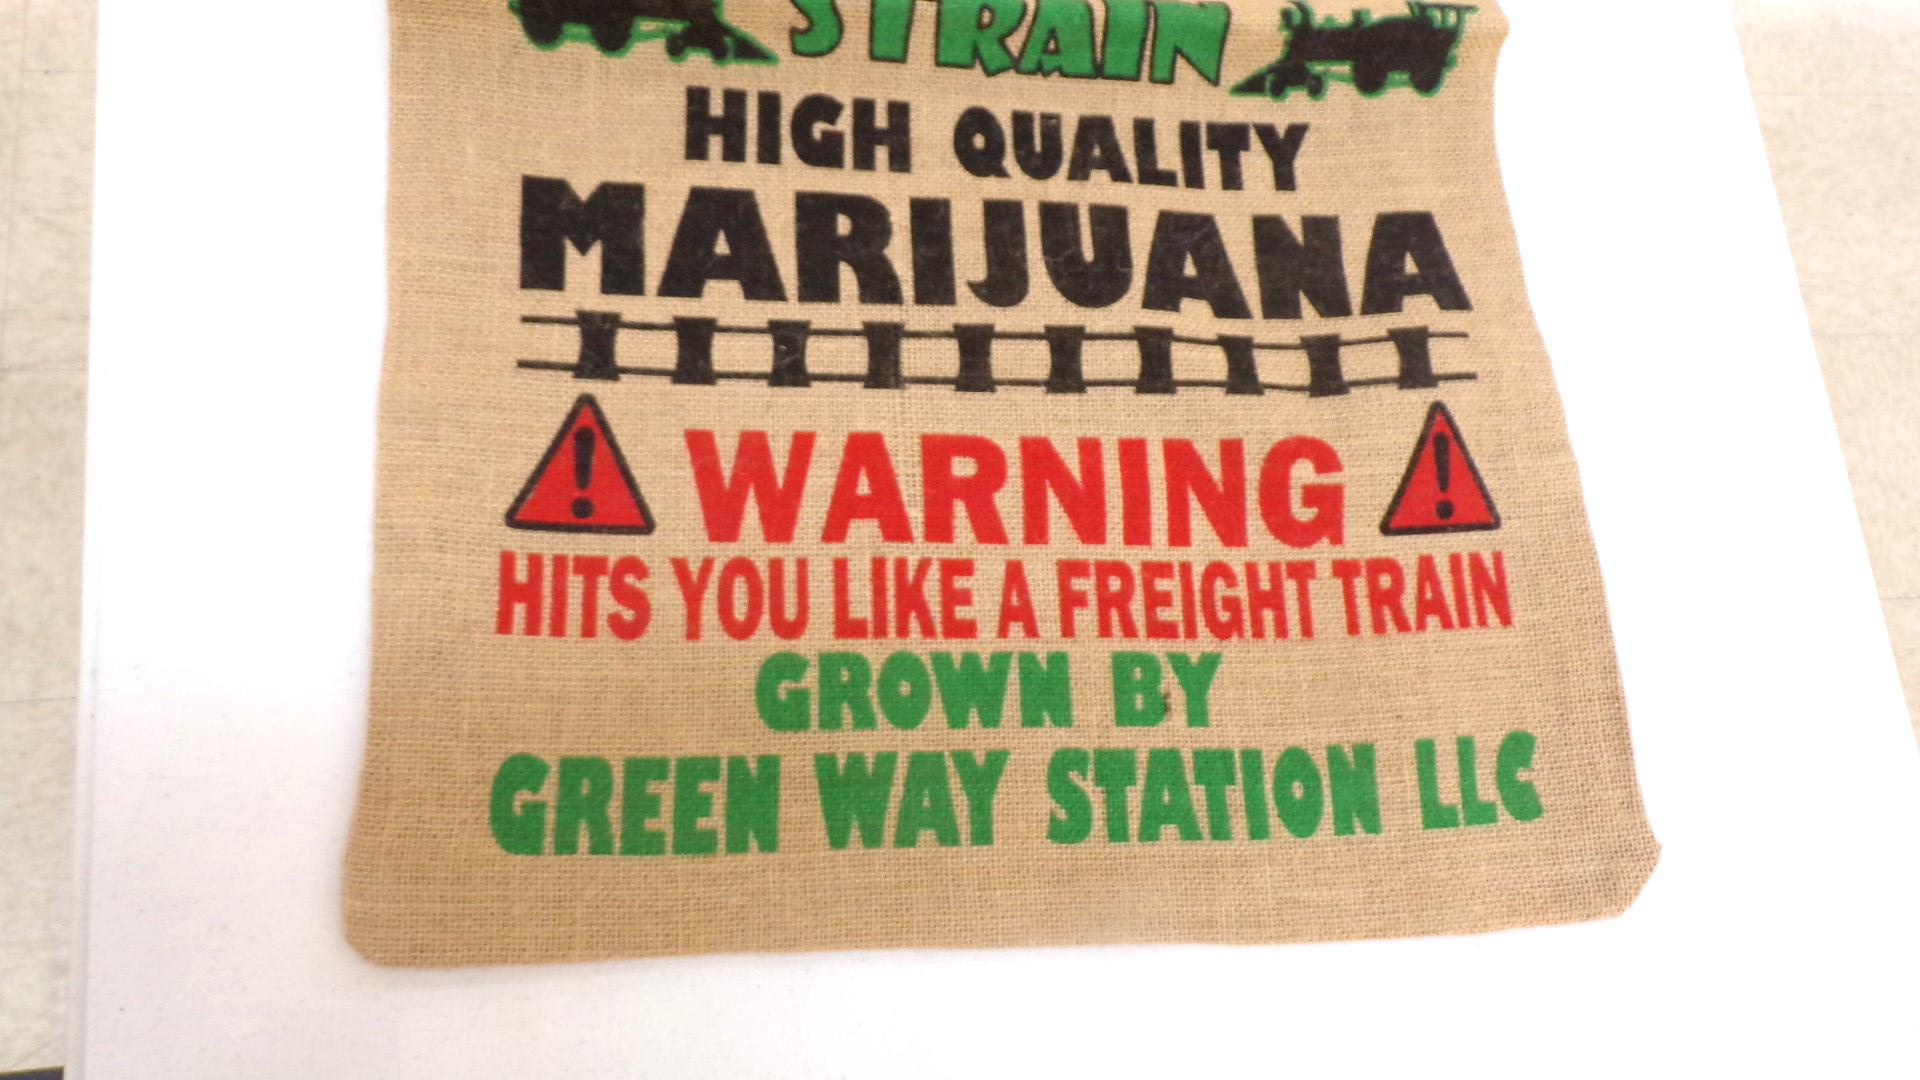 STRAIN
HIGH QUALITY
MARIJUANA
WARNING
HITS YOU LIKE A FREIGHT TRAIN
GROWN BY
GREEN WAY STATION LLC